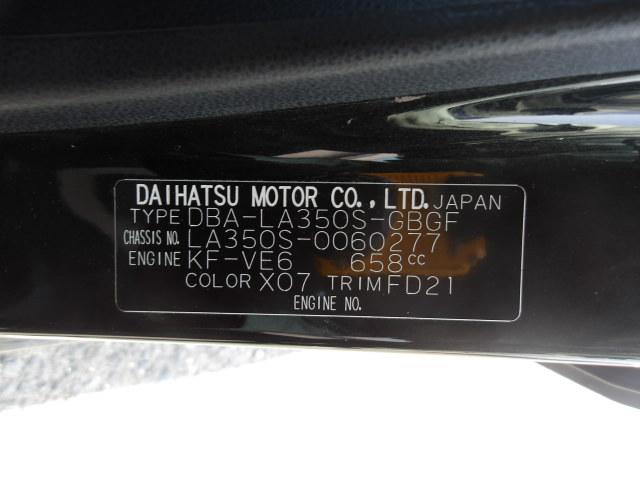 DAIHATSU MOTOR CO., LTD. JAPAN
TYPE DBA-LA350S-GBGF
CHASSIS NO. LA350S-0060277
ENGINE KF-VE6 658cc
COLOR X07 TRIM FD21
ENGINE NO.